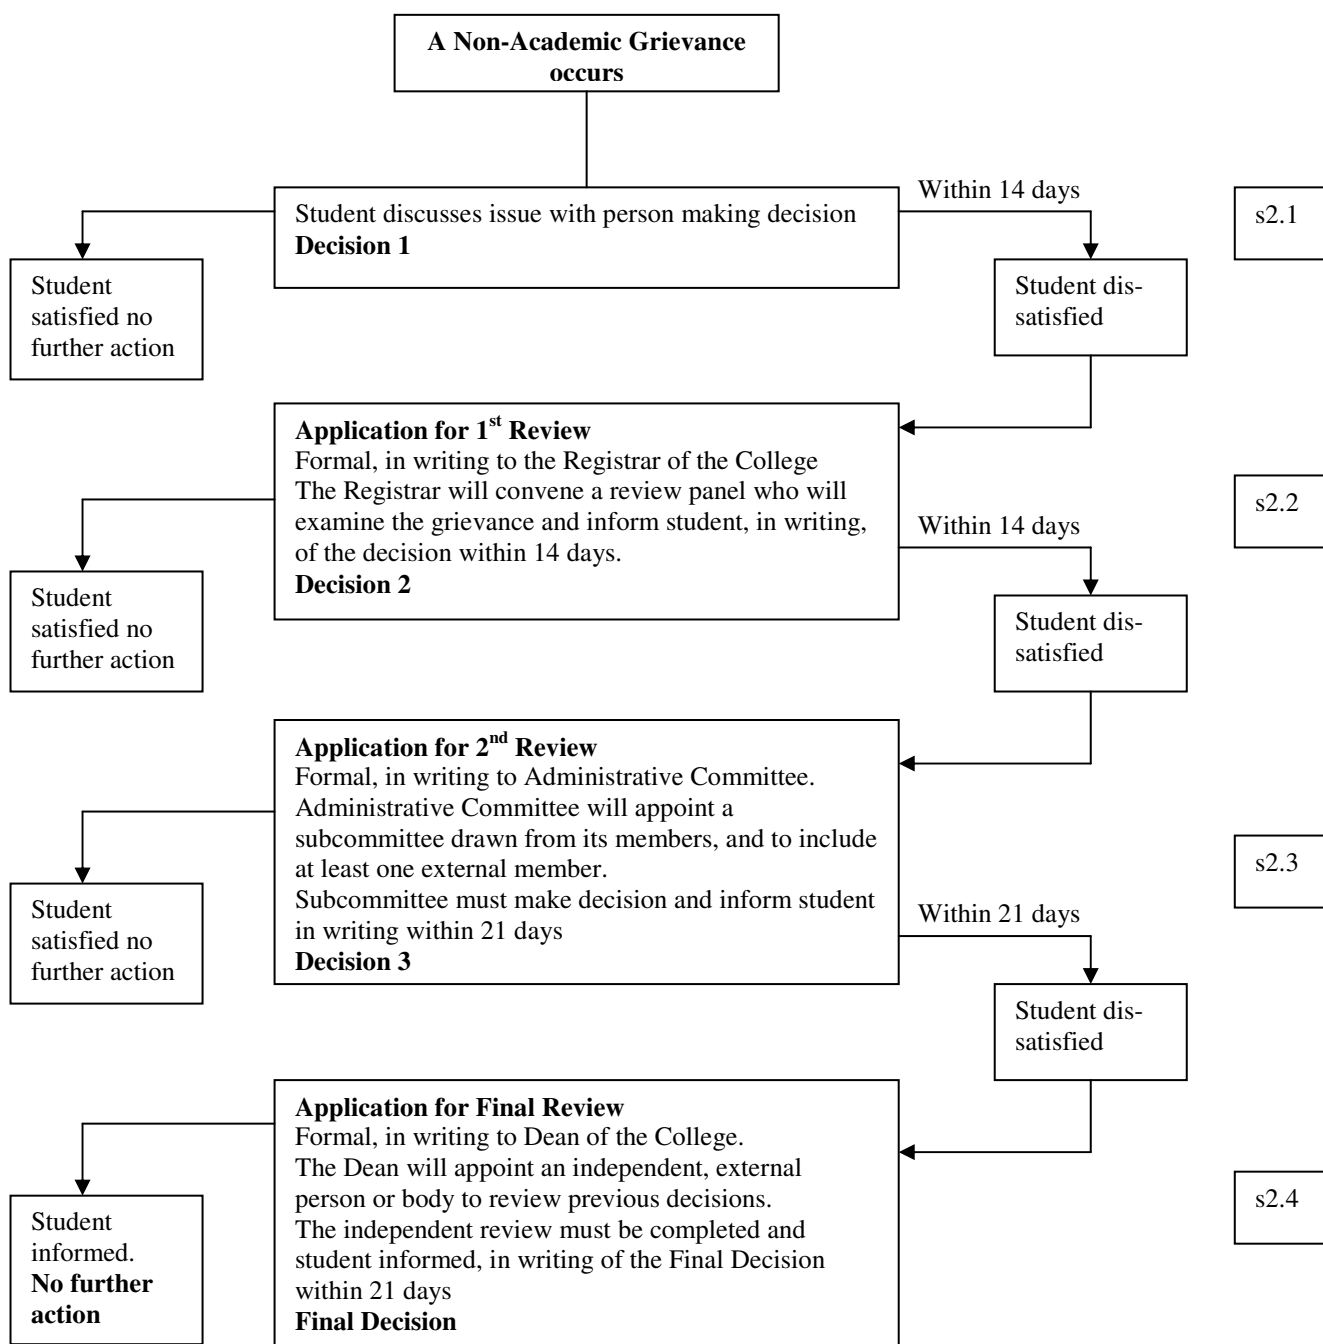 A Non-Academic Grievance
occurs
Within 14 days
s2.1
Student discusses issue with person making decision
Decision 1
Student
satisfied no
further action
Student dis-
satisfied
Application for 1st Review
Formal, in writing to the Registrar of the College
The Registrar will convene a review panel who will
examine the grievance and inform student, in writing,
of the decision within 14 days.
Decision 2
s2.2
Within 14 days
Student
satisfied no
further action
Student dis-
satisfied
Application for 2nd Review
Formal, in writing to Administrative Committee.
Administrative Committee will appoint a
subcommittee drawn from its members, and to include
at least one external member.
Subcommittee must make decision and inform student
in writing within 21 days
Decision 3
s2.3
Within 21 days
Student
satisfied no
further action
Student dis-
satisfied
Application for Final Review
Formal, in writing to Dean of the College.
The Dean will appoint an independent, external
person or body to review previous decisions.
The independent review must be completed and
student informed, in writing of the Final Decision
within 21 days
Final Decision
s2.4
Student
informed.
No further
action